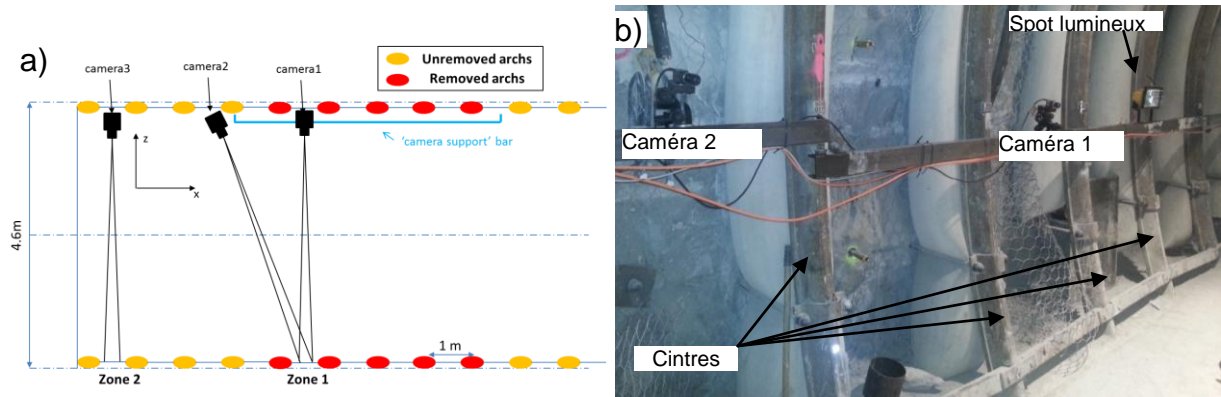 a)
camera3
camera2
camera1
Unremoved archs
Removed archs
z
x
'camera support' bar
4.6m
1 m
Zone 2
Zone 1
b)
Spot lumineux
Caméra 2
Caméra 1
Cintres